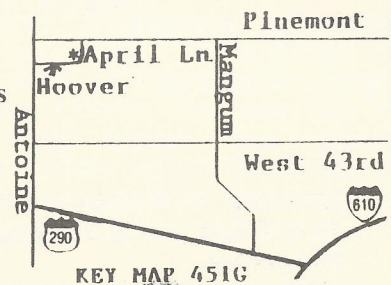 Pinemont
*April Ln
Hoover
s
Mangum
Antoine
West 43rd
290
610
KEY MAP 451G